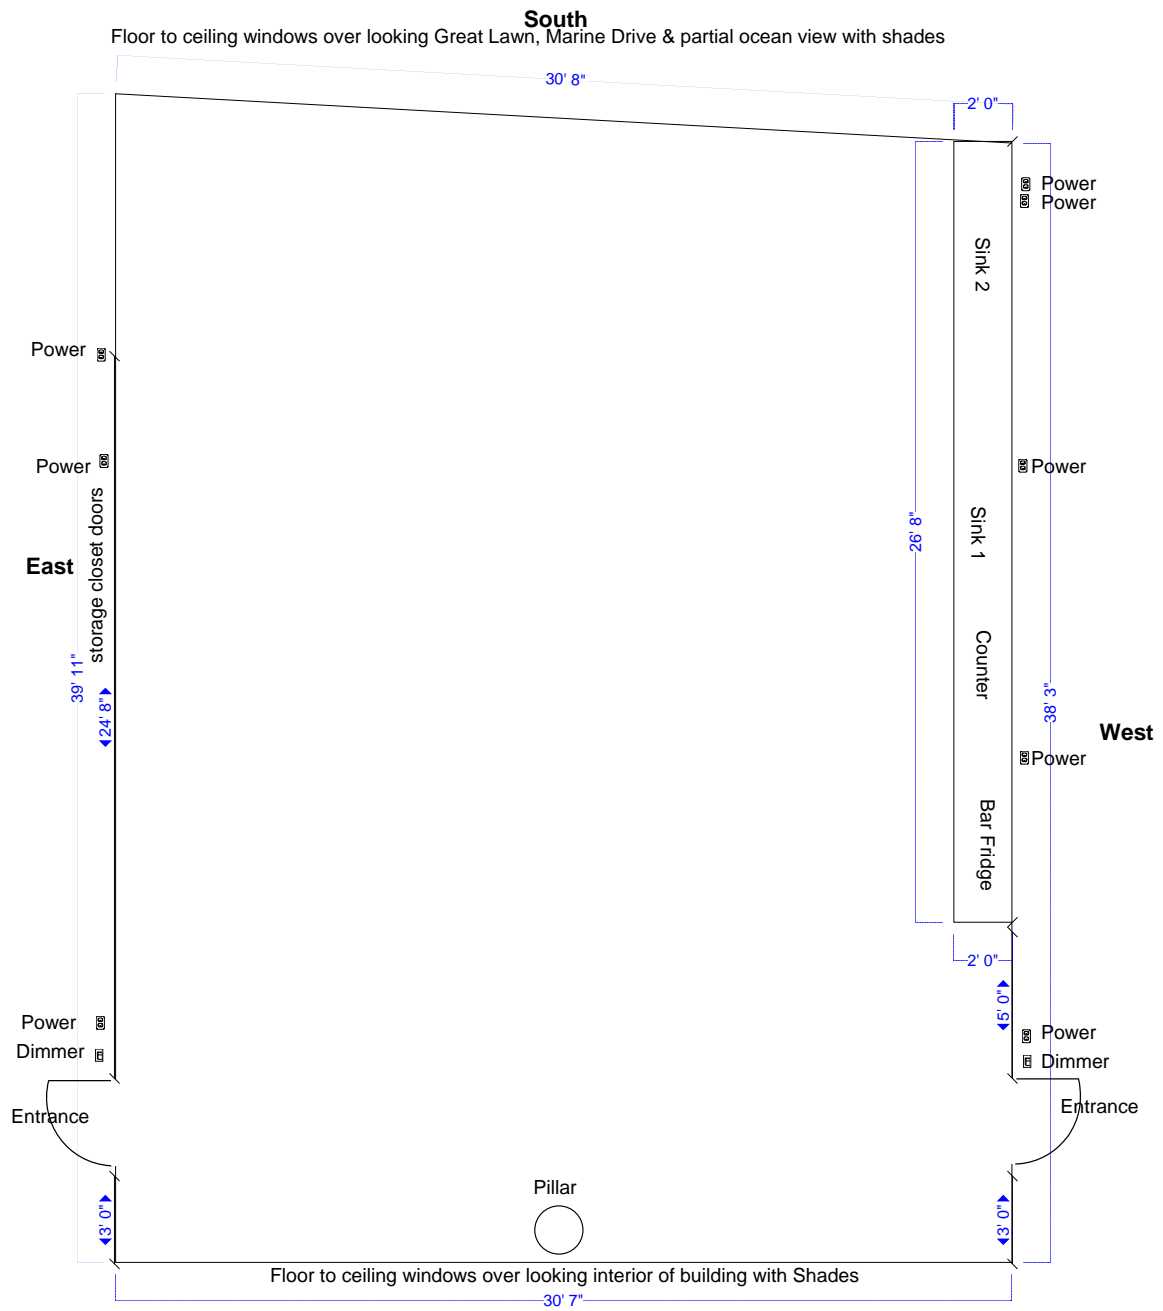 South
Floor to ceiling windows over looking Great Lawn, Marine Drive & partial ocean view with shades
30' 8"
2' 0"
Power
Power
Sink 2
Power
Power
Power
storage closet doors
Sink 1
26' 8"
East
Counter
39' 11"
24' 8"
38' 3"
West
Power
Bar Fridge
2' 0"
5' 0"
Power
Dimmer
Power
Dimmer
Entrance
Entrance
Pillar
3' 0"
3' 0"
Floor to ceiling windows over looking interior of building with Shades
30' 7"